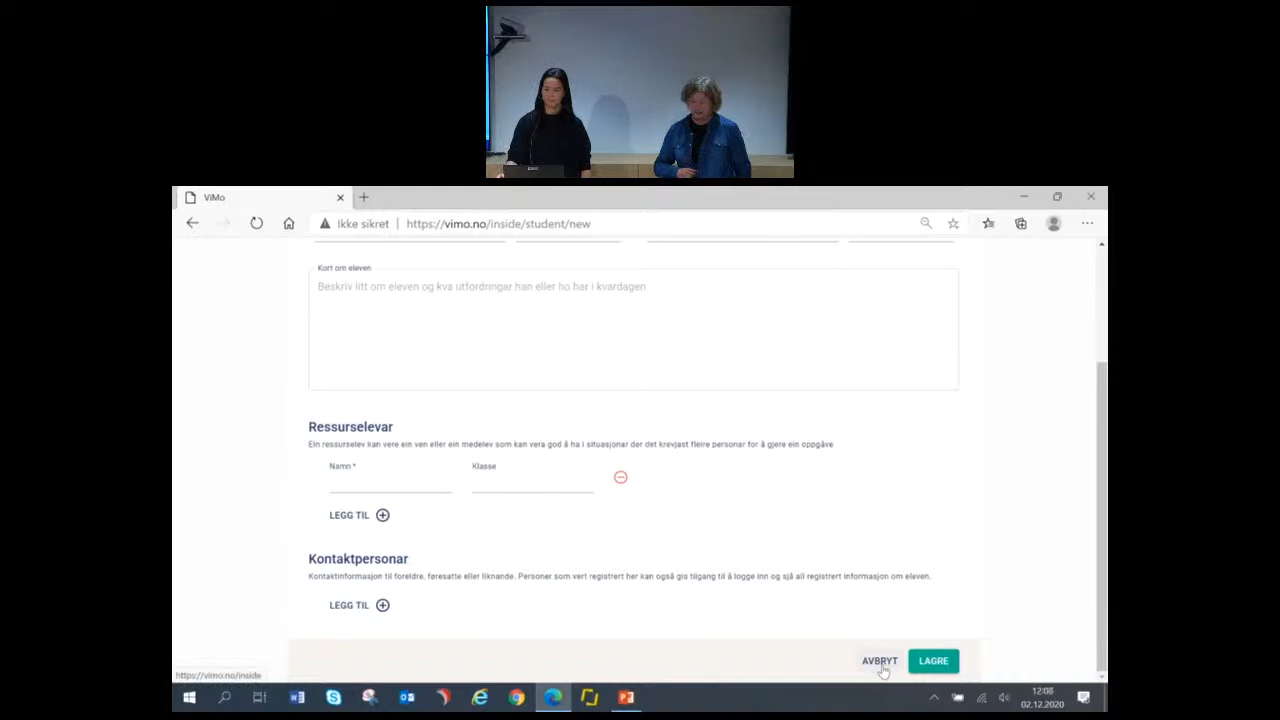 ViMo
Ikke sikret
https://vimo.no/inside/student/new
Kort om eleven
Beskriv litt om eleven og kva utfordringar han eller ho har i kvardagen
Ressurselevar
Ein ressurselev kan vere ein ven eller ein medelev som kan vera god å ha i situasjonar der det krevjast fleire personar for å gjere ein oppgåve
Namn *
Klasse
LEGG TIL
Kontaktpersonar
Kontaktinformasjon til foreldre, føresatte eller liknande. Personar som vert registrert her kan også gis tilgang til å logge inn og sjå all registrert informasjon om eleven.
LEGG TIL
AVBRYT
LAGRE
https://vimo.no/inside
12:08
02.12.2020